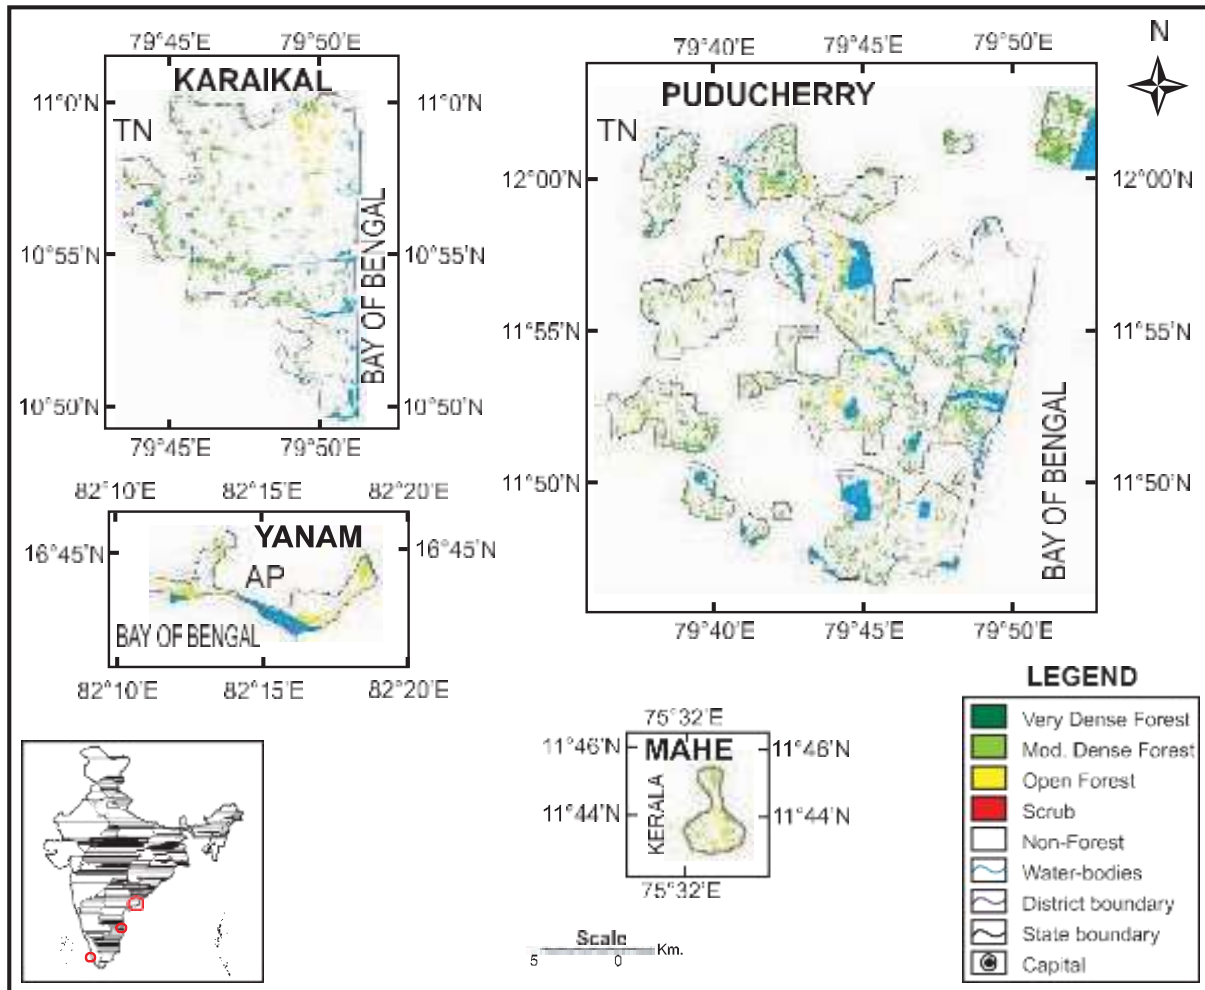 79°45'E 79°50'E
KARAIKAL
11°0'N 11°0'N
TN
10°55'N 10°55'N
BAY OF BENGAL
10°50'N 10°50'N
79°45'E 79°50'E
79°40'E 79°45'E 79°50'E
N
PUDUCHERRY
TN
12°00'N 12°00'N
11°55'N 11°55'N
BAY OF BENGAL
11°50'N 11°50'N
79°40'E 79°45'E 79°50'E
82°10'E 82°15'E 82°20'E
YANAM
16°45'N 16°45'N
AP
BAY OF BENGAL
82°10'E 82°15'E 82°20'E
75°32'E
11°46'N 11°46'N
MAHE
KERALA
11°44'N 11°44'N
75°32'E
Scale
5 0 Km.
LEGEND
Very Dense Forest
Mod. Dense Forest
Open Forest
Scrub
Non-Forest
Water-bodies
District boundary
State boundary
Capital